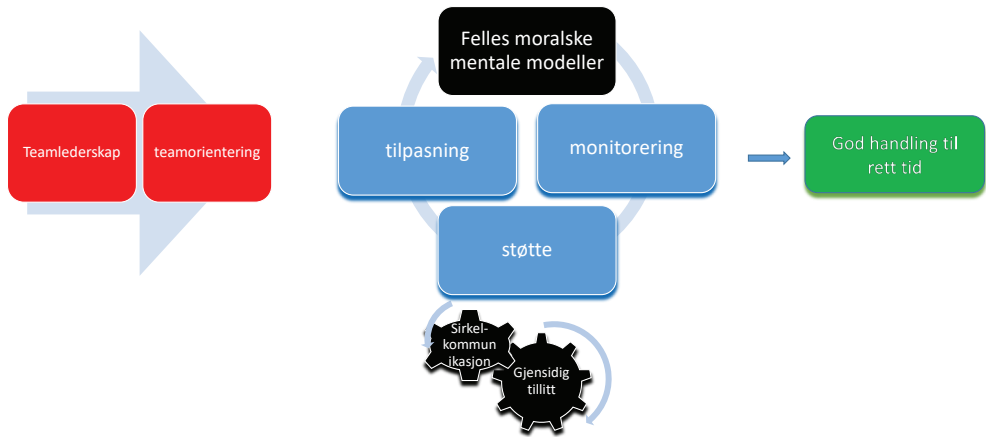 Teamlederskap
teamorientering
Felles moralske
mentale modeller
tilpasning
monitorering
støtte
Sirkel-
kommun
ikasjon
Gjensidig
tillitt
God handling til
rett tid